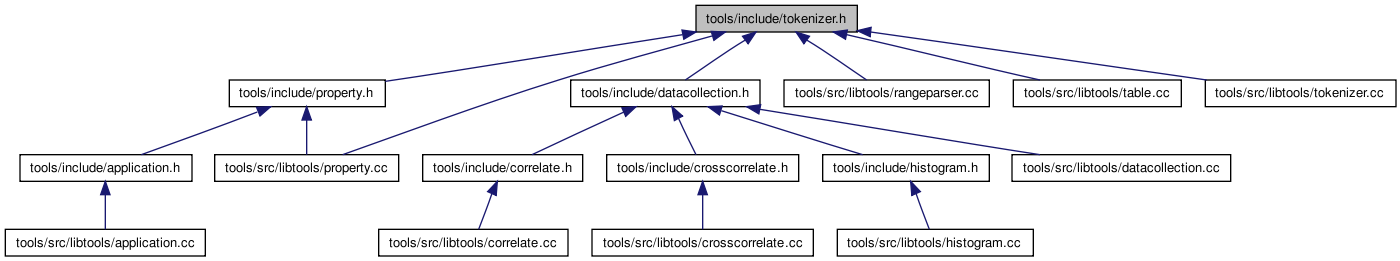 tools/include/tokenizer.h
tools/include/property.h
tools/include/datacollection.h
tools/src/libtools/rangeparser.cc
tools/src/libtools/table.cc
tools/src/libtools/tokenizer.cc
tools/include/application.h
tools/src/libtools/property.cc
tools/include/correlate.h
tools/include/crosscorrelate.h
tools/include/histogram.h
tools/src/libtools/datacollection.cc
tools/src/libtools/application.cc
tools/src/libtools/correlate.cc
tools/src/libtools/crosscorrelate.cc
tools/src/libtools/histogram.cc